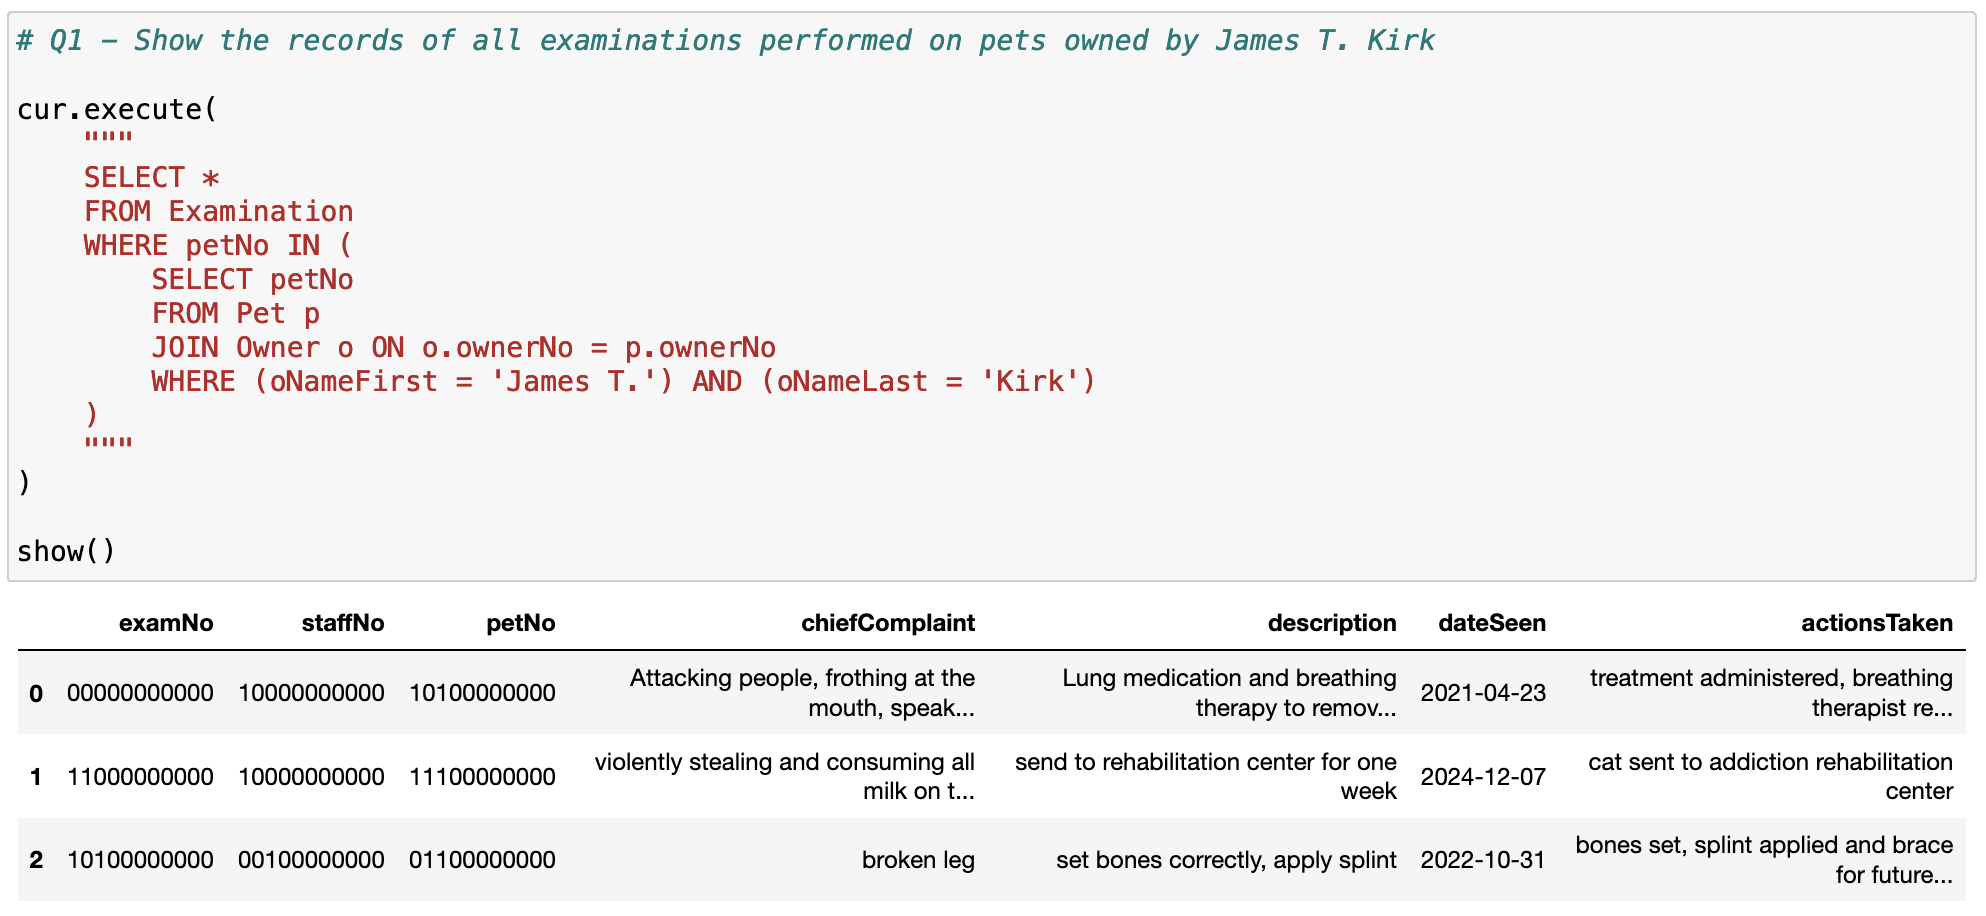 # Q1 – Show the records of all examinations performed on pets owned by James T. Kirk
cur.execute(
"""
SELECT *
FROM Examination
WHERE petNo IN (
SELECT petNo
FROM Pet p
JOIN Owner o ON o.ownerNo = p.ownerNo
WHERE (oNameFirst = 'James T.') AND (oNameLast = 'Kirk')
)
"""
)
show()
examNo staffNo petNo chiefComplaint description dateSeen actionsTaken
0 00000000000 10000000000 10100000000 Attacking people, frothing at the mouth, speak... Lung medication and breathing therapy to remov... 2021-04-23 treatment administered, breathing therapist re...
1 11000000000 10000000000 11100000000 violently stealing and consuming all milk on t... send to rehabilitation center for one week 2024-12-07 cat sent to addiction rehabilitation center
2 10100000000 00100000000 01100000000 broken leg set bones correctly, apply splint 2022-10-31 bones set, splint applied and brace for future...